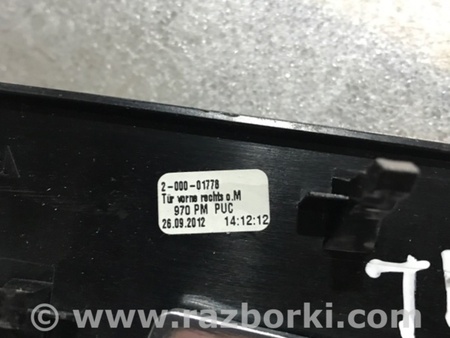 2-000-01778
Tür vorne rechts o.M
970 PM PUC
26.09.2012 14:12:12
A
www.razborki.com